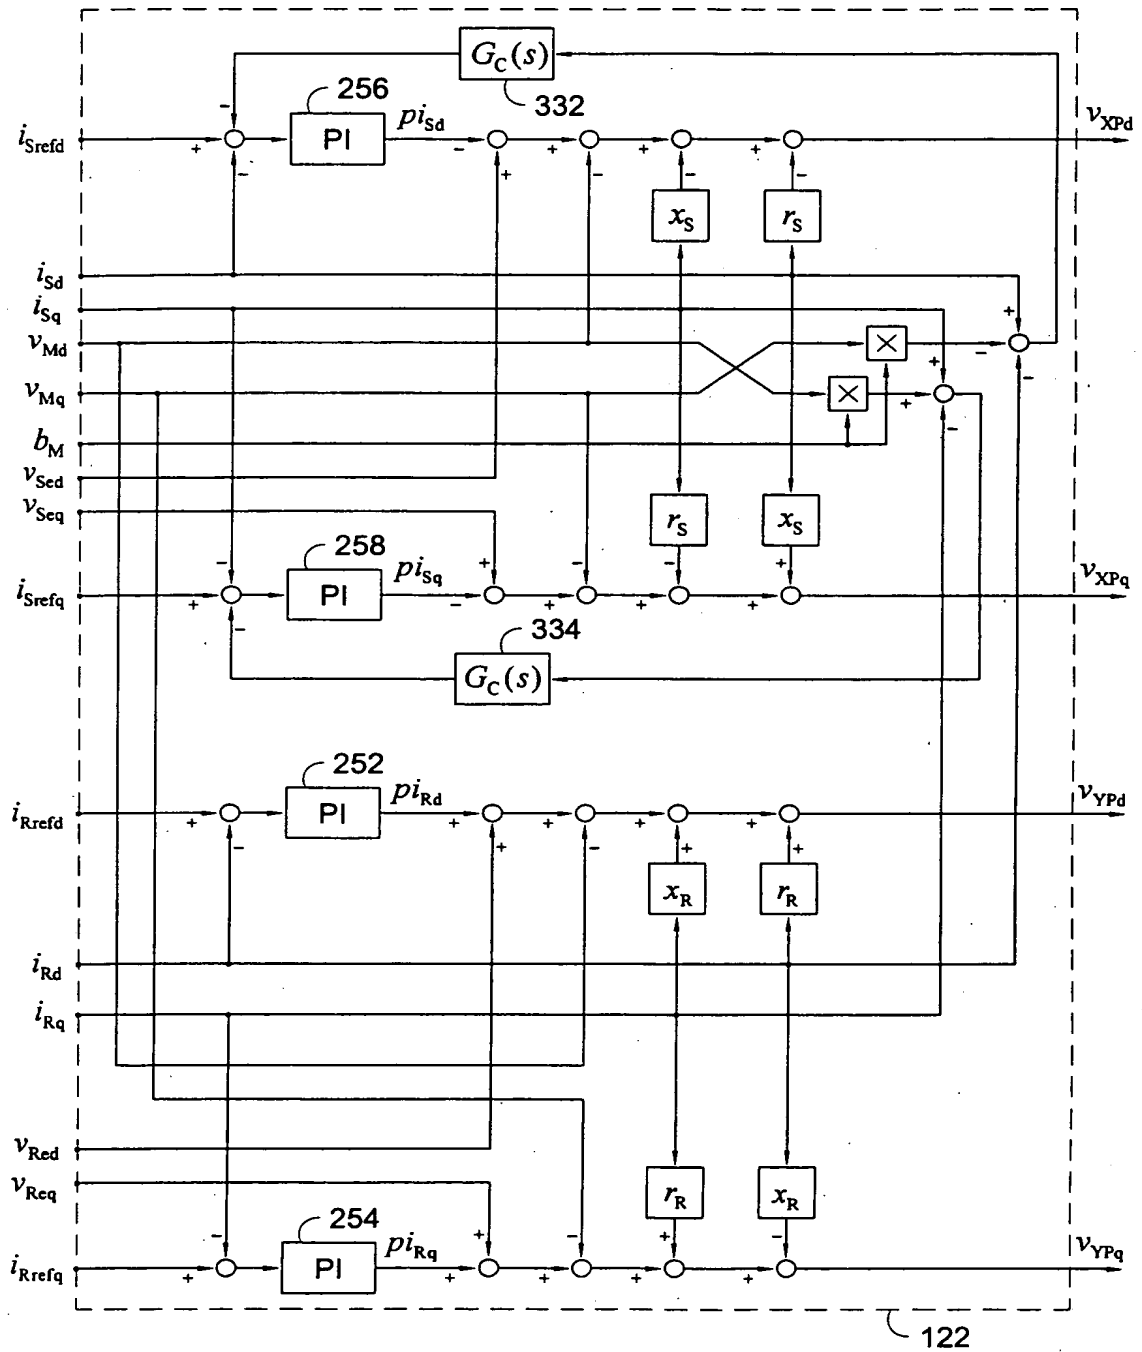 G_C(s)
332
256
i_Srefd + - - PI pi_Sd - + + - + - + - v_XPd
x_S r_S
i_Sd
i_Sq +
v_Md × - -
v_Mq × + + -
b_M
v_Sed
v_Seq r_S x_S
258
i_Srefq + - - PI pi_Sq - + + - + - + + v_XPq
334
G_C(s)
252
i_Rrefd + - PI pi_Rd + + + - + + + + v_YPd
x_R r_R
i_Rd
i_Rq
v_Red
v_Req r_R x_R
254
i_Rrefq + - PI pi_Rq + + + - + + + - v_YPq
122